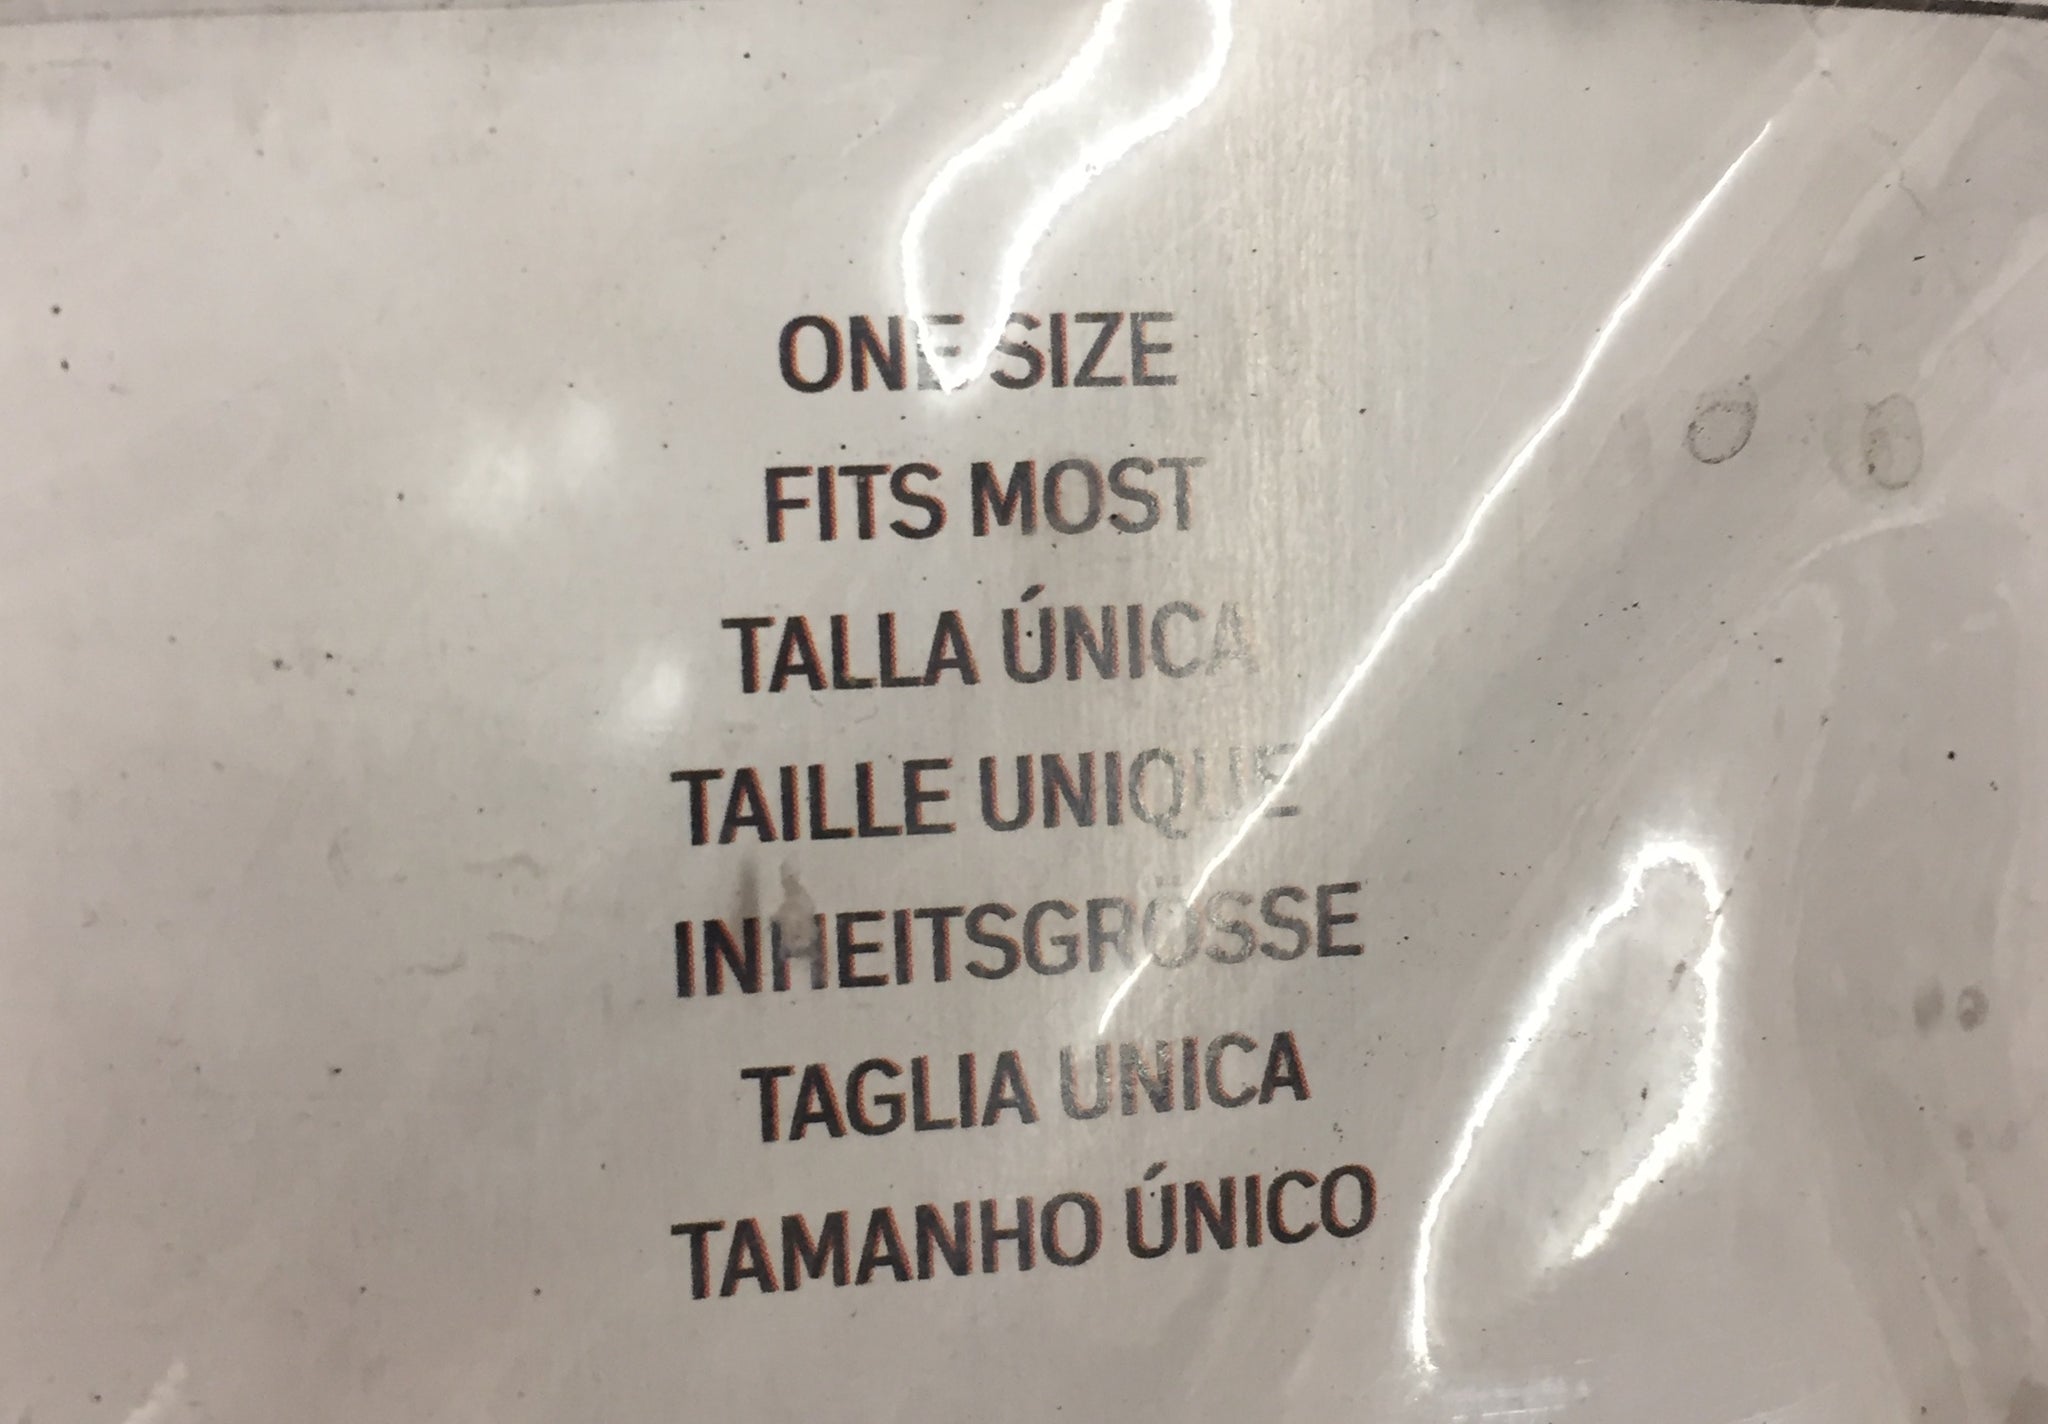 ONE SIZE
FITS MOST
TALLA ÚNICA
TAILLE UNIQUE
INHEITSGRÖSSE
TAGLIA UNICA
TAMANHO ÚNICO